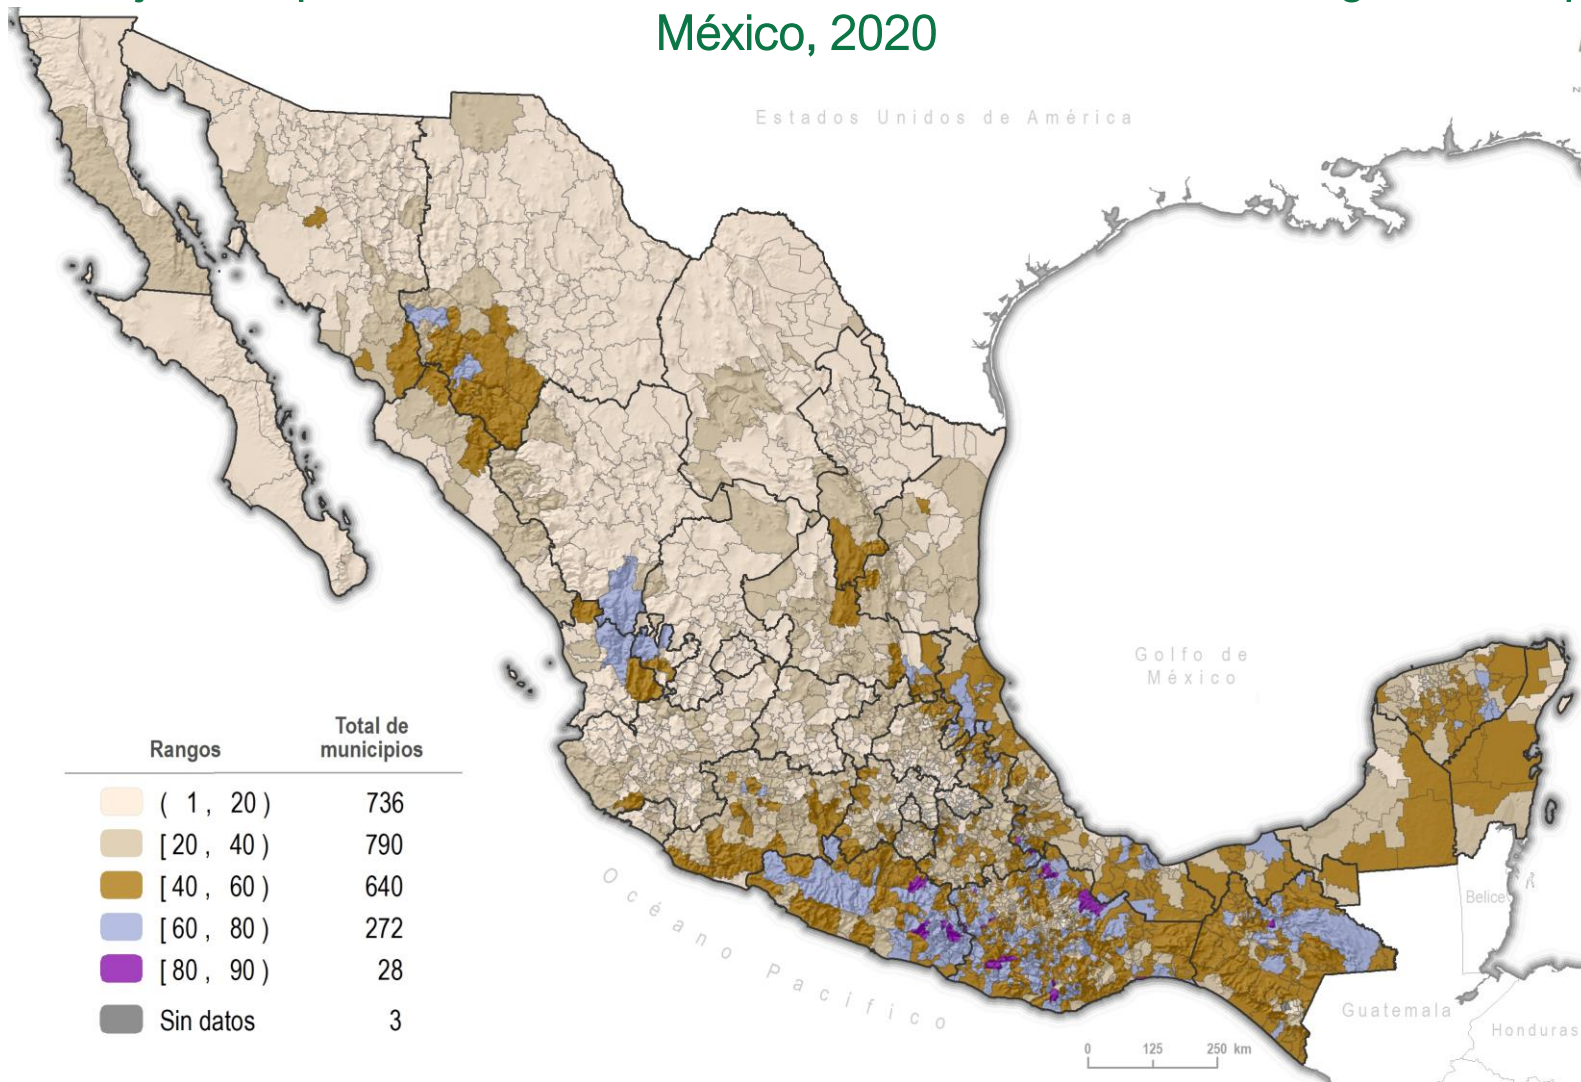 México, 2020
Estados Unidos de América
Golfo de
México
Rangos
Total de
municipios
( 1 , 20 ) 736
[ 20 , 40 ) 790
[ 40 , 60 ) 640
[ 60 , 80 ) 272
[ 80 , 90 ) 28
Sin datos 3
Océano Pacífico
Belice
Guatemala
Honduras
0 125 250 km